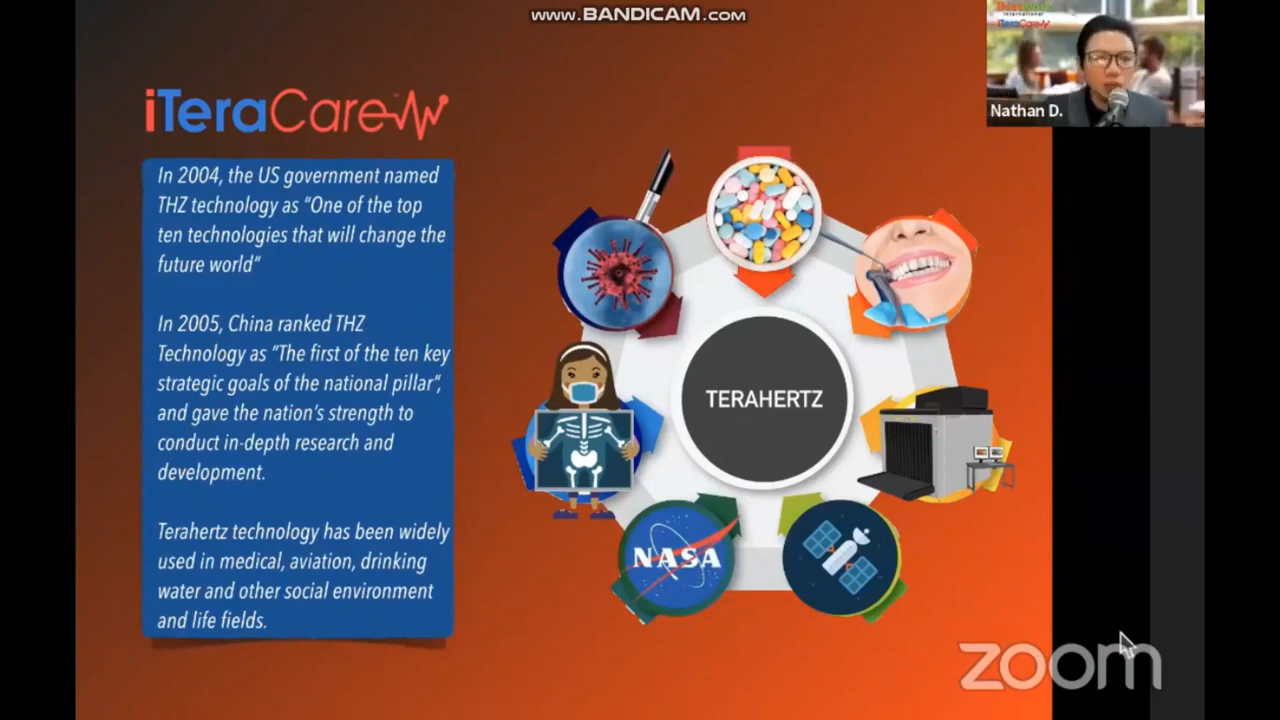 www.BANDICAM.com
iTeraCare
Nathan D.
In 2004, the US government named
THZ technology as "One of the top
ten technologies that will change the
future world"
In 2005, China ranked THZ
Technology as "The first of the ten key
strategic goals of the national pillar",
and gave the nation's strength to
conduct in-depth research and
development.
Terahertz technology has been widely
used in medical, aviation, drinking
water and other social environment
and life fields.
TERAHERTZ
NASA
zoom